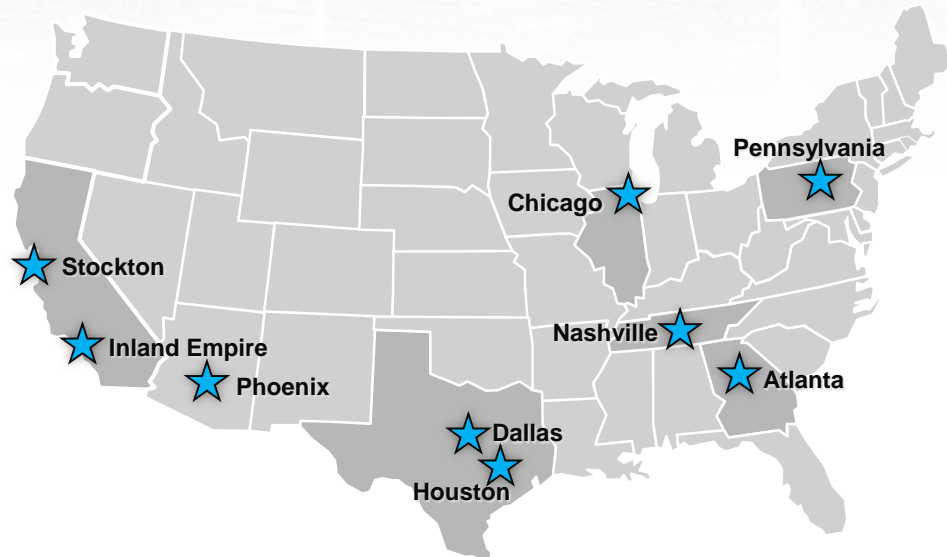 Pennsylvania
Chicago
Stockton
Nashville
Inland Empire
Phoenix
Atlanta
Dallas
Houston